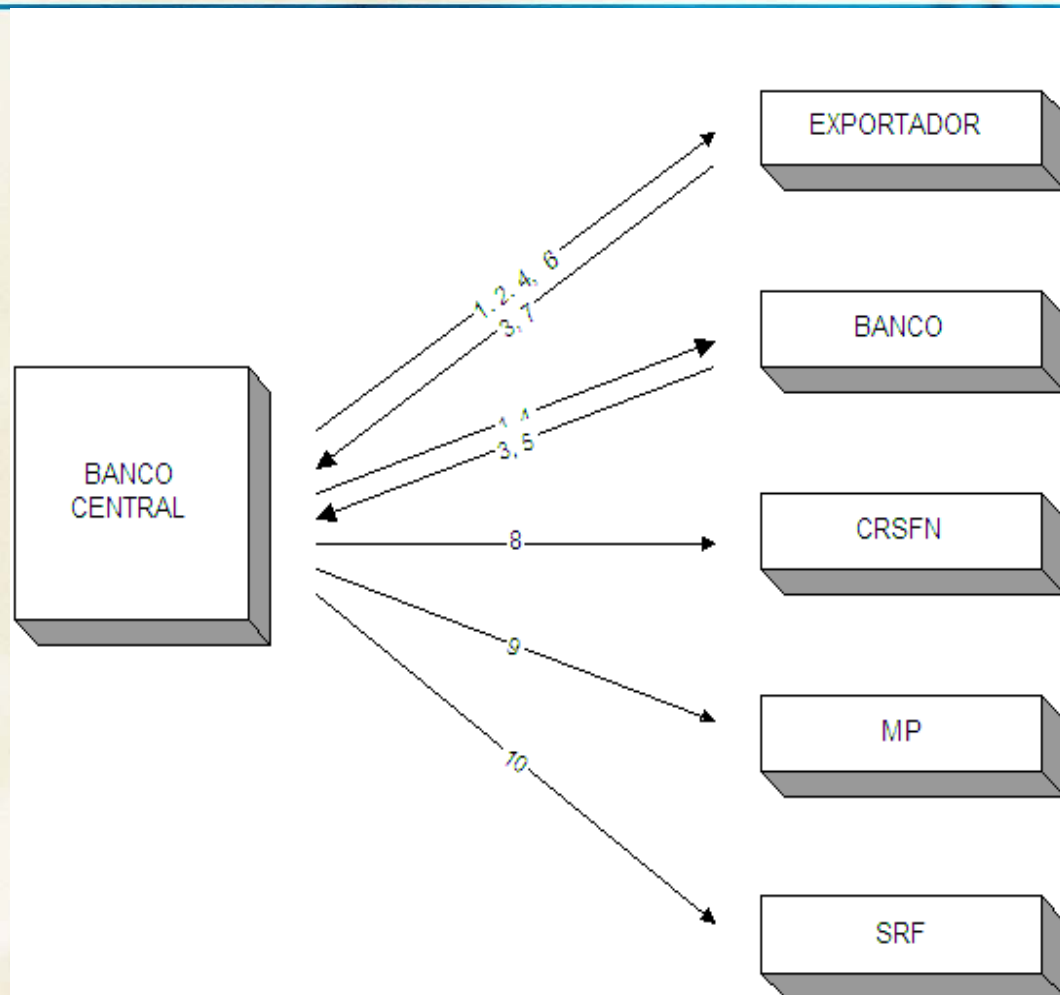 EXPORTADOR
1, 2. 4, 6
3, 7
BANCO
3, 5
BANCO
CENTRAL
8
CRSFN
9
MP
10
SRF